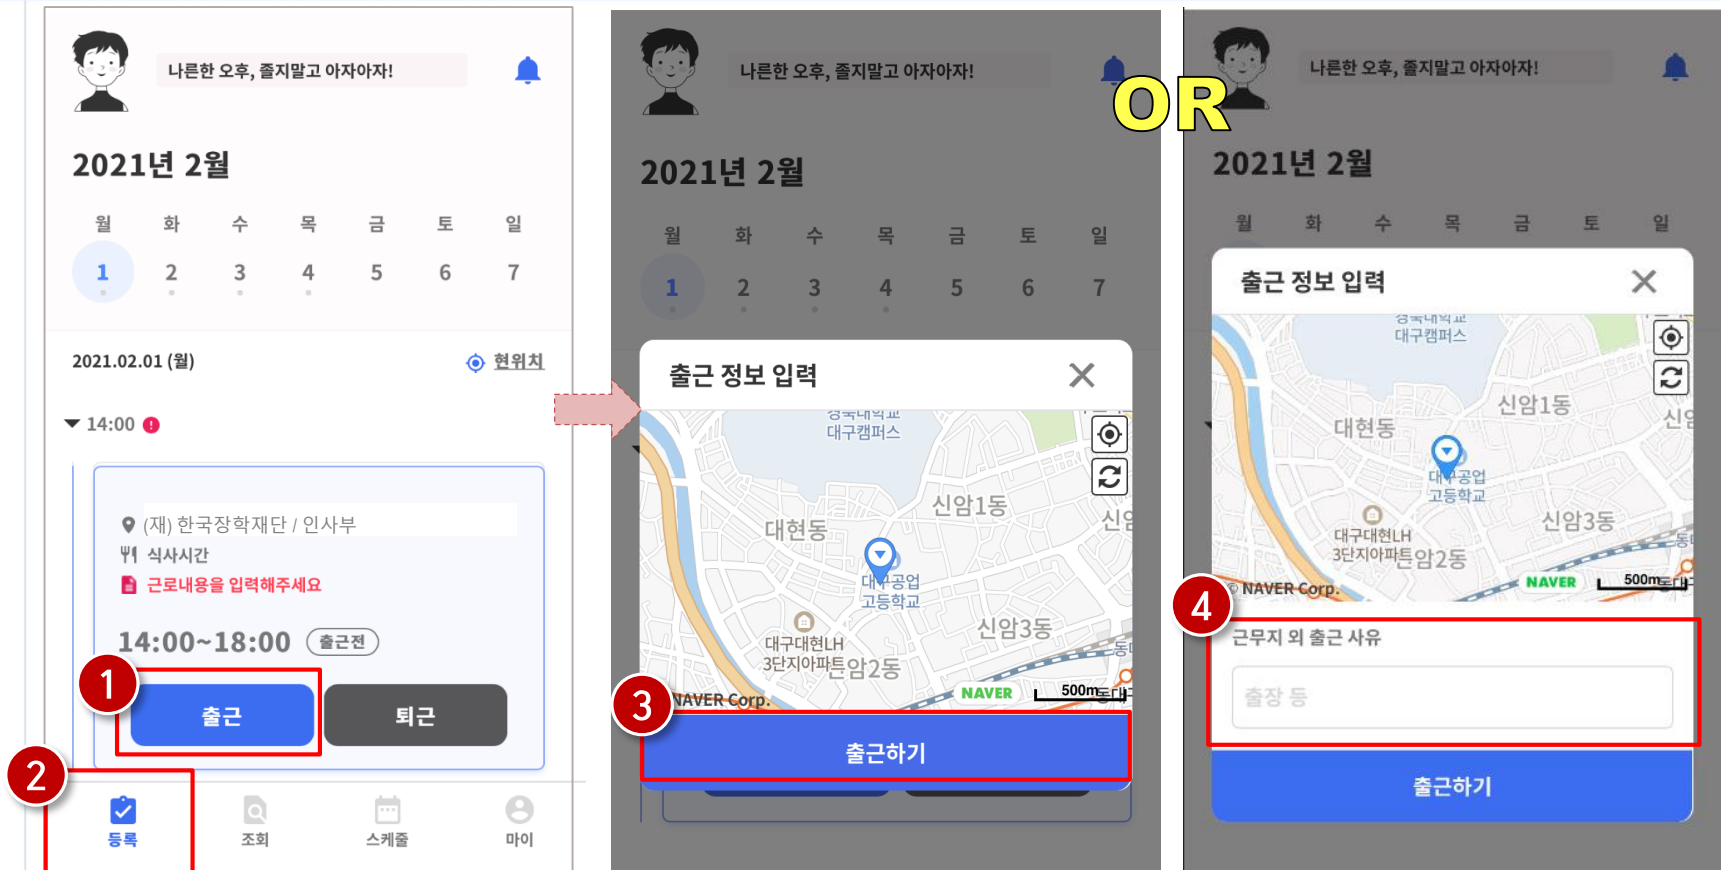 나른한 오후, 졸지말고 아자아자!
2021년 2월
월 화 수 목 금 토 일
1 2 3 4 5 6 7
2021.02.01 (월)
현위치
14:00
(재) 한국장학재단 / 인사부
식사시간
근로내용을 입력해주세요
14:00~18:00 출근전
1
출근 퇴근
2
등록 조회 스케줄 마이
나른한 오후, 졸지말고 아자아자!
2021년 2월
월 화 수 목 금 토 일
1 2 3 4 5 6 7
출근 정보 입력
경북대학교
대구캠퍼스
신암1동
대현동
대구공업
고등학교
신암3동
대구대현LH
3단지아파트
암2동
NAVER Corp.
NAVER
500m
3
출근하기
OR
나른한 오후, 졸지말고 아자아자!
2021년 2월
월 화 수 목 금 토 일
출근 정보 입력
경북대학교
대구캠퍼스
신암1동
대현동
대구공업
고등학교
신암3동
대구대현LH
3단지아파트
암2동
© NAVER Corp.
NAVER
500m
4
근무지 외 출근 사유
출장 등
출근하기